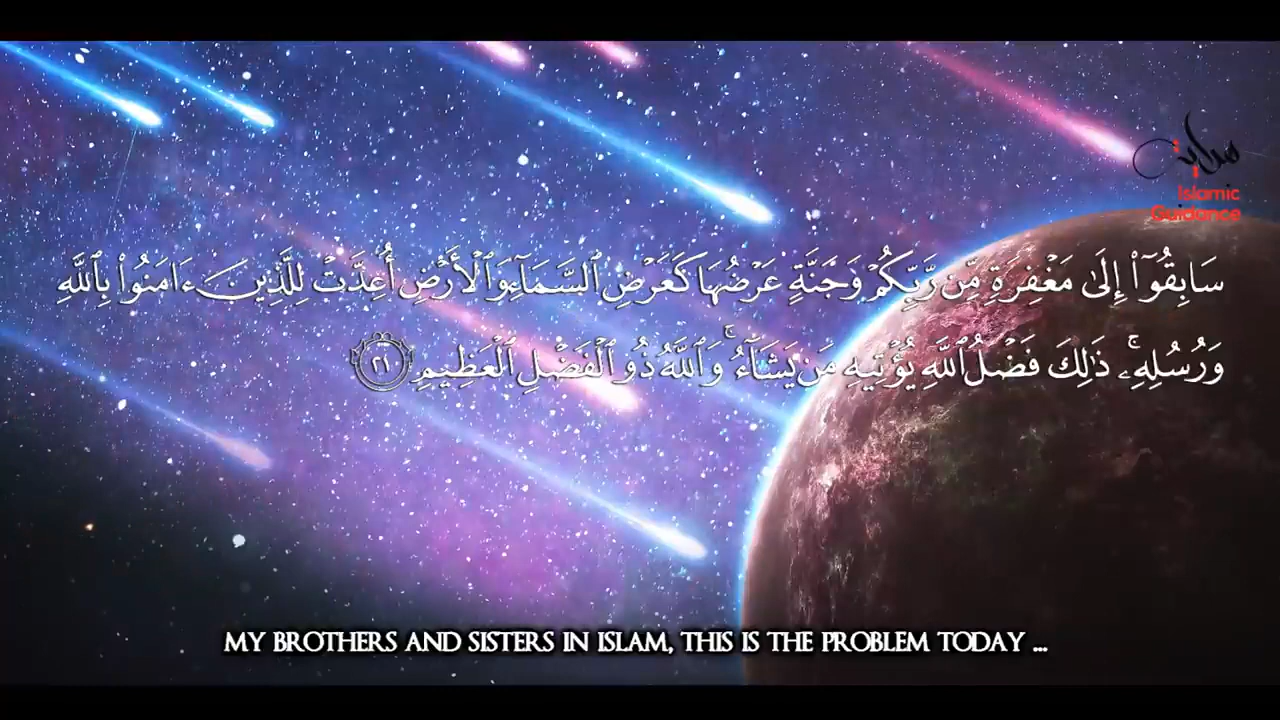 هداية
Islamic
Guidance
سَابِقُوٓا۟ إِلَىٰ مَغْفِرَةٍ مِّن رَّبِّكُمْ وَجَنَّةٍ عَرْضُهَا كَعَرْضِ ٱلسَّمَآءِ وَٱلْأَرْضِ أُعِدَّتْ لِلَّذِينَ ءَامَنُوا۟ بِٱللَّهِ
وَرُسُلِهِۦ ۚ ذَٰلِكَ فَضْلُ ٱللَّهِ يُؤْتِيهِ مَن يَشَآءُ ۚ وَٱللَّهُ ذُو ٱلْفَضْلِ ٱلْعَظِيمِ ٢١
MY BROTHERS AND SISTERS IN ISLAM, THIS IS THE PROBLEM TODAY ...